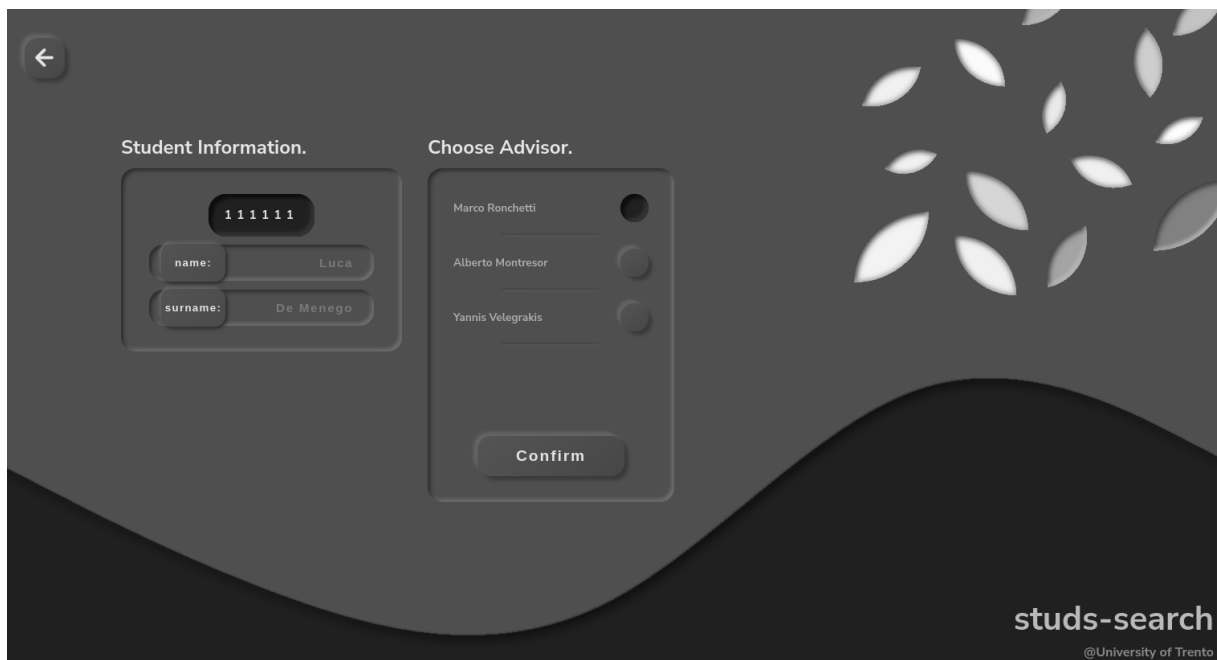 Student Information.
111111
name: Luca
surname: De Menego
Choose Advisor.
Marco Ronchetti
Alberto Montresor
Yannis Velegrakis
Confirm
studs-search
@University of Trento